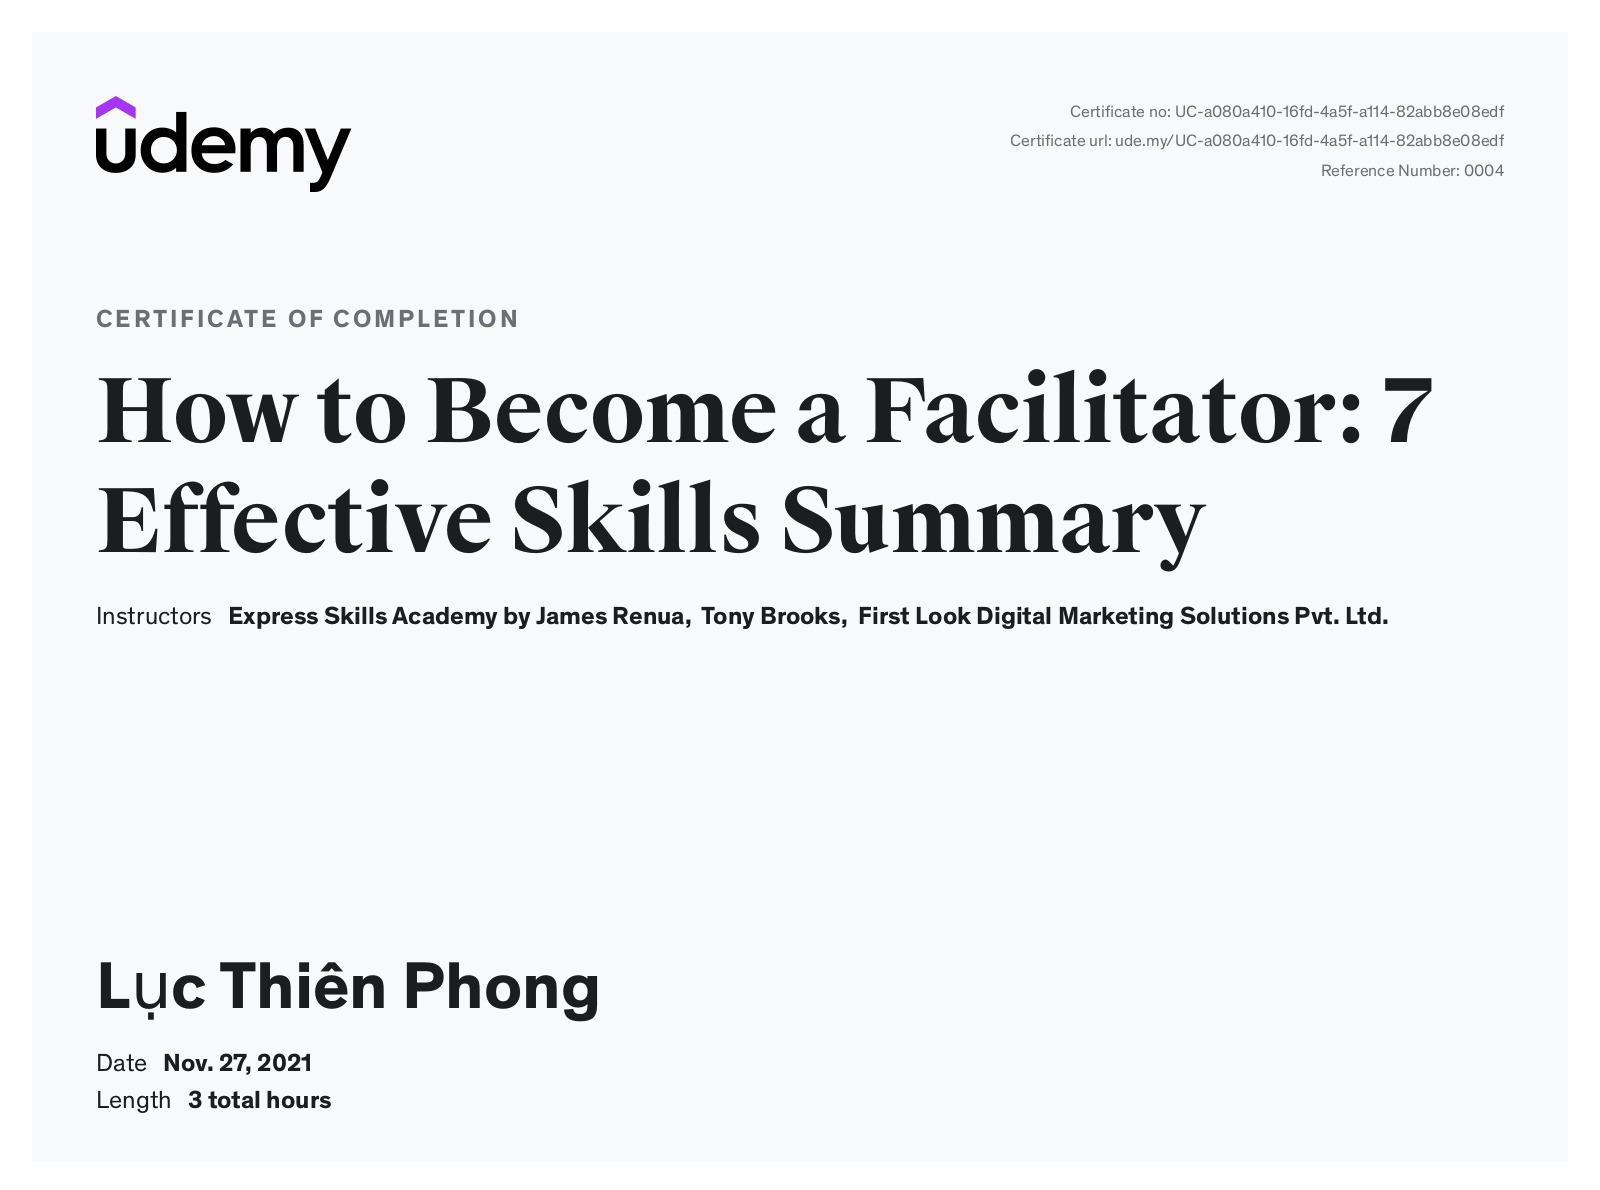 udemy
Certificate no: UC-a080a410-16fd-4a5f-a114-82abb8e08edf
Certificate url: ude.my/UC-a080a410-16fd-4a5f-a114-82abb8e08edf
Reference Number: 0004
CERTIFICATE OF COMPLETION
How to Become a Facilitator: 7
Effective Skills Summary
Instructors Express Skills Academy by James Renua, Tony Brooks, First Look Digital Marketing Solutions Pvt. Ltd.
Lục Thiên Phong
Date Nov. 27, 2021
Length 3 total hours